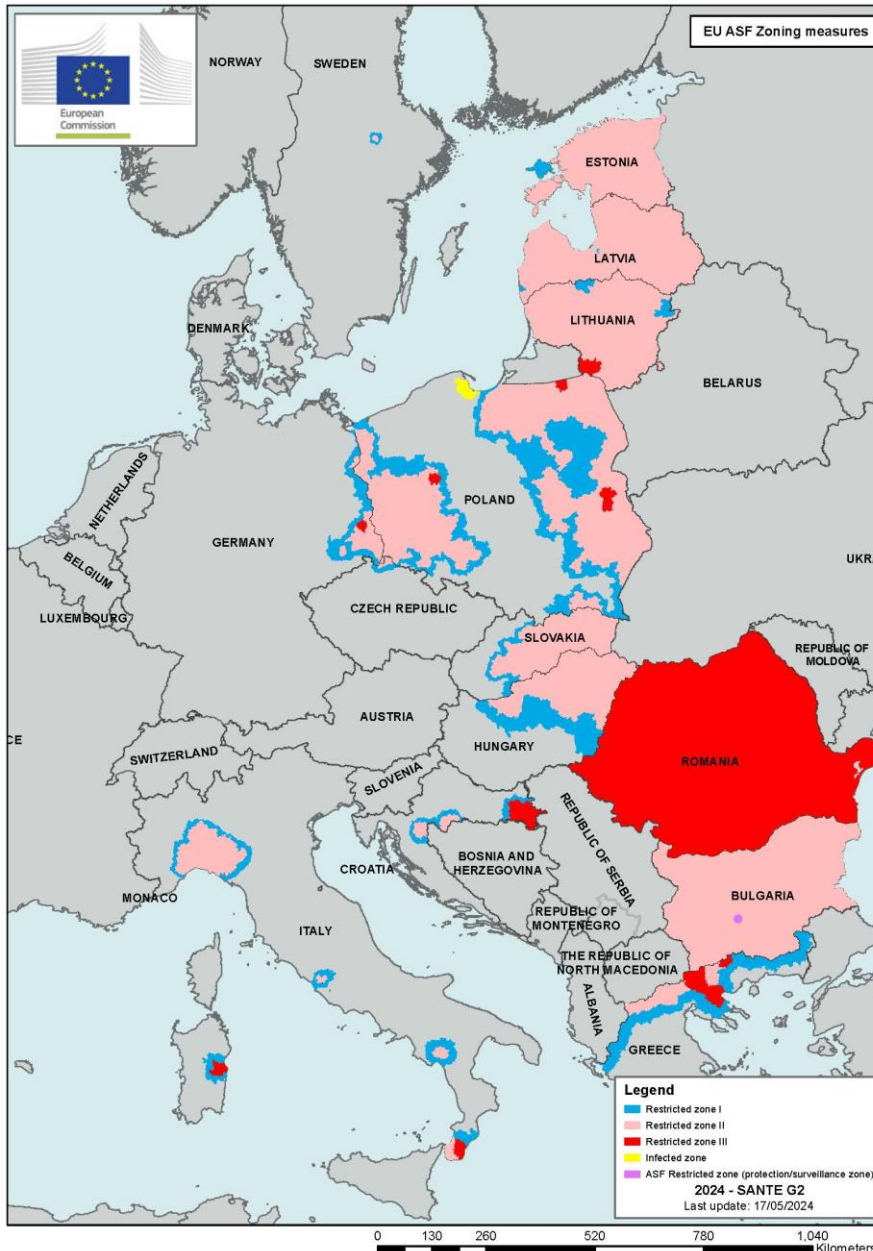 EU ASF Zoning measures
European
Commission
NORWAY
SWEDEN
ESTONIA
LATVIA
LITHUANIA
DENMARK
BELARUS
NETHERLANDS
POLAND
GERMANY
BELGIUM
UKRA
LUXEMBOURG
CZECH REPUBLIC
SLOVAKIA
REPUBLIC OF
MOLDOVA
AUSTRIA
CE
HUNGARY
SWITZERLAND
ROMANIA
SLOVENIA
REPUBLIC OF SERBIA
CROATIA
BOSNIA AND
HERZEGOVINA
MONACO
BULGARIA
ITALY
REPUBLIC OF
MONTENEGRO
THE REPUBLIC OF
NORTH MACEDONIA
ALBANIA
GREECE
Legend
Restricted zone I
Restricted zone II
Restricted zone III
Infected zone
ASF Restricted zone (protection/surveillance zone)
2024 - SANTE G2
Last update: 17/05/2024
0 130 260 520 780 1,040
Kilometers